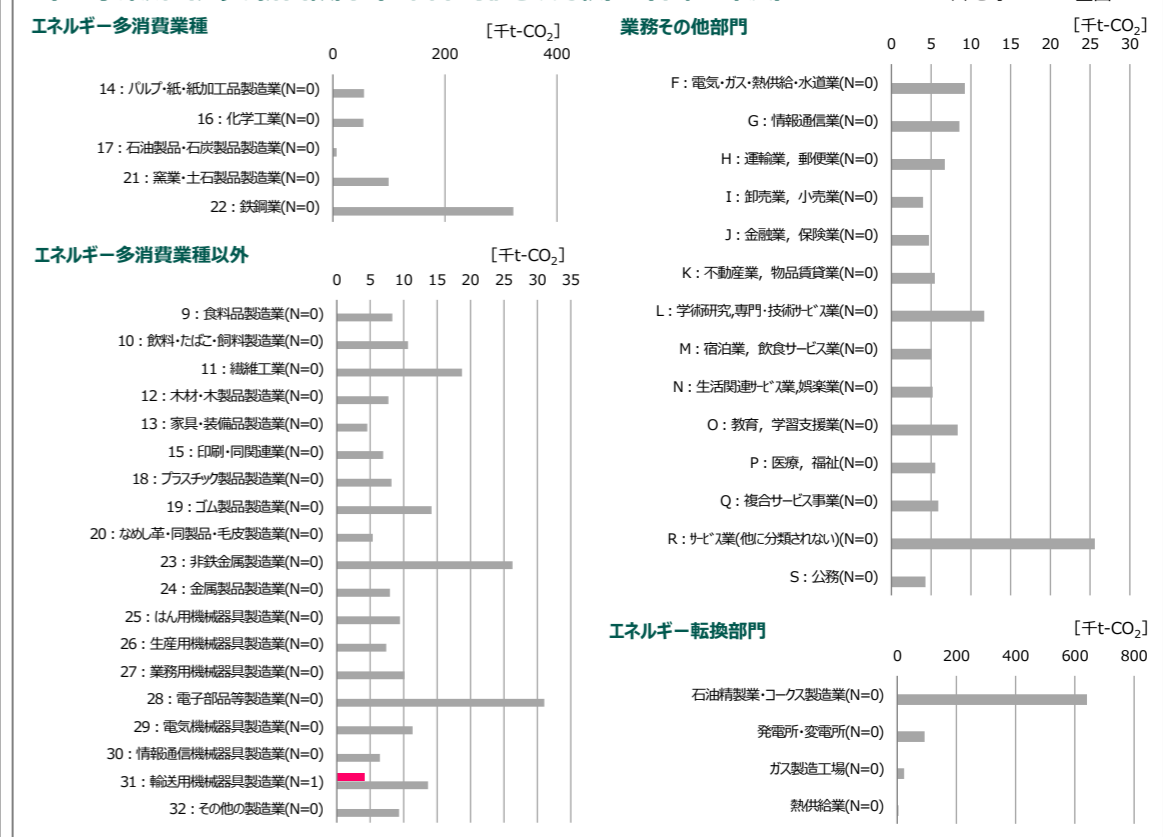 エネルギー多消費業種
[千t-CO2]
0 200 400
14：パルプ・紙・紙加工品製造業(N=0)
16：化学工業(N=0)
17：石油製品・石炭製品製造業(N=0)
21：窯業・土石製品製造業(N=0)
22：鉄鋼業(N=0)
エネルギー多消費業種以外
[千t-CO2]
0 5 10 15 20 25 30 35
9：食料品製造業(N=0)
10：飲料・たばこ・飼料製造業(N=0)
11：繊維工業(N=0)
12：木材・木製品製造業(N=0)
13：家具・装備品製造業(N=0)
15：印刷・同関連業(N=0)
18：プラスチック製品製造業(N=0)
19：ゴム製品製造業(N=0)
20：なめし革・同製品・毛皮製造業(N=0)
23：非鉄金属製造業(N=0)
24：金属製品製造業(N=0)
25：はん用機械器具製造業(N=0)
26：生産用機械器具製造業(N=0)
27：業務用機械器具製造業(N=0)
28：電子部品等製造業(N=0)
29：電気機械器具製造業(N=0)
30：情報通信機械器具製造業(N=0)
31：輸送用機械器具製造業(N=1)
32：その他の製造業(N=0)
業務その他部門
[千t-CO2]
0 5 10 15 20 25 30
F：電気・ガス・熱供給・水道業(N=0)
G：情報通信業(N=0)
H：運輸業，郵便業(N=0)
I：卸売業，小売業(N=0)
J：金融業，保険業(N=0)
K：不動産業，物品賃貸業(N=0)
L：学術研究,専門・技術ｻｰﾋﾞｽ業(N=0)
M：宿泊業，飲食サービス業(N=0)
N：生活関連ｻｰﾋﾞｽ業,娯楽業(N=0)
O：教育，学習支援業(N=0)
P：医療，福祉(N=0)
Q：複合サービス事業(N=0)
R：ｻｰﾋﾞｽ業(他に分類されない)(N=0)
S：公務(N=0)
エネルギー転換部門
[千t-CO2]
0 200 400 600 800
石油精製業・コークス製造業(N=0)
発電所・変電所(N=0)
ガス製造工場(N=0)
熱供給業(N=0)